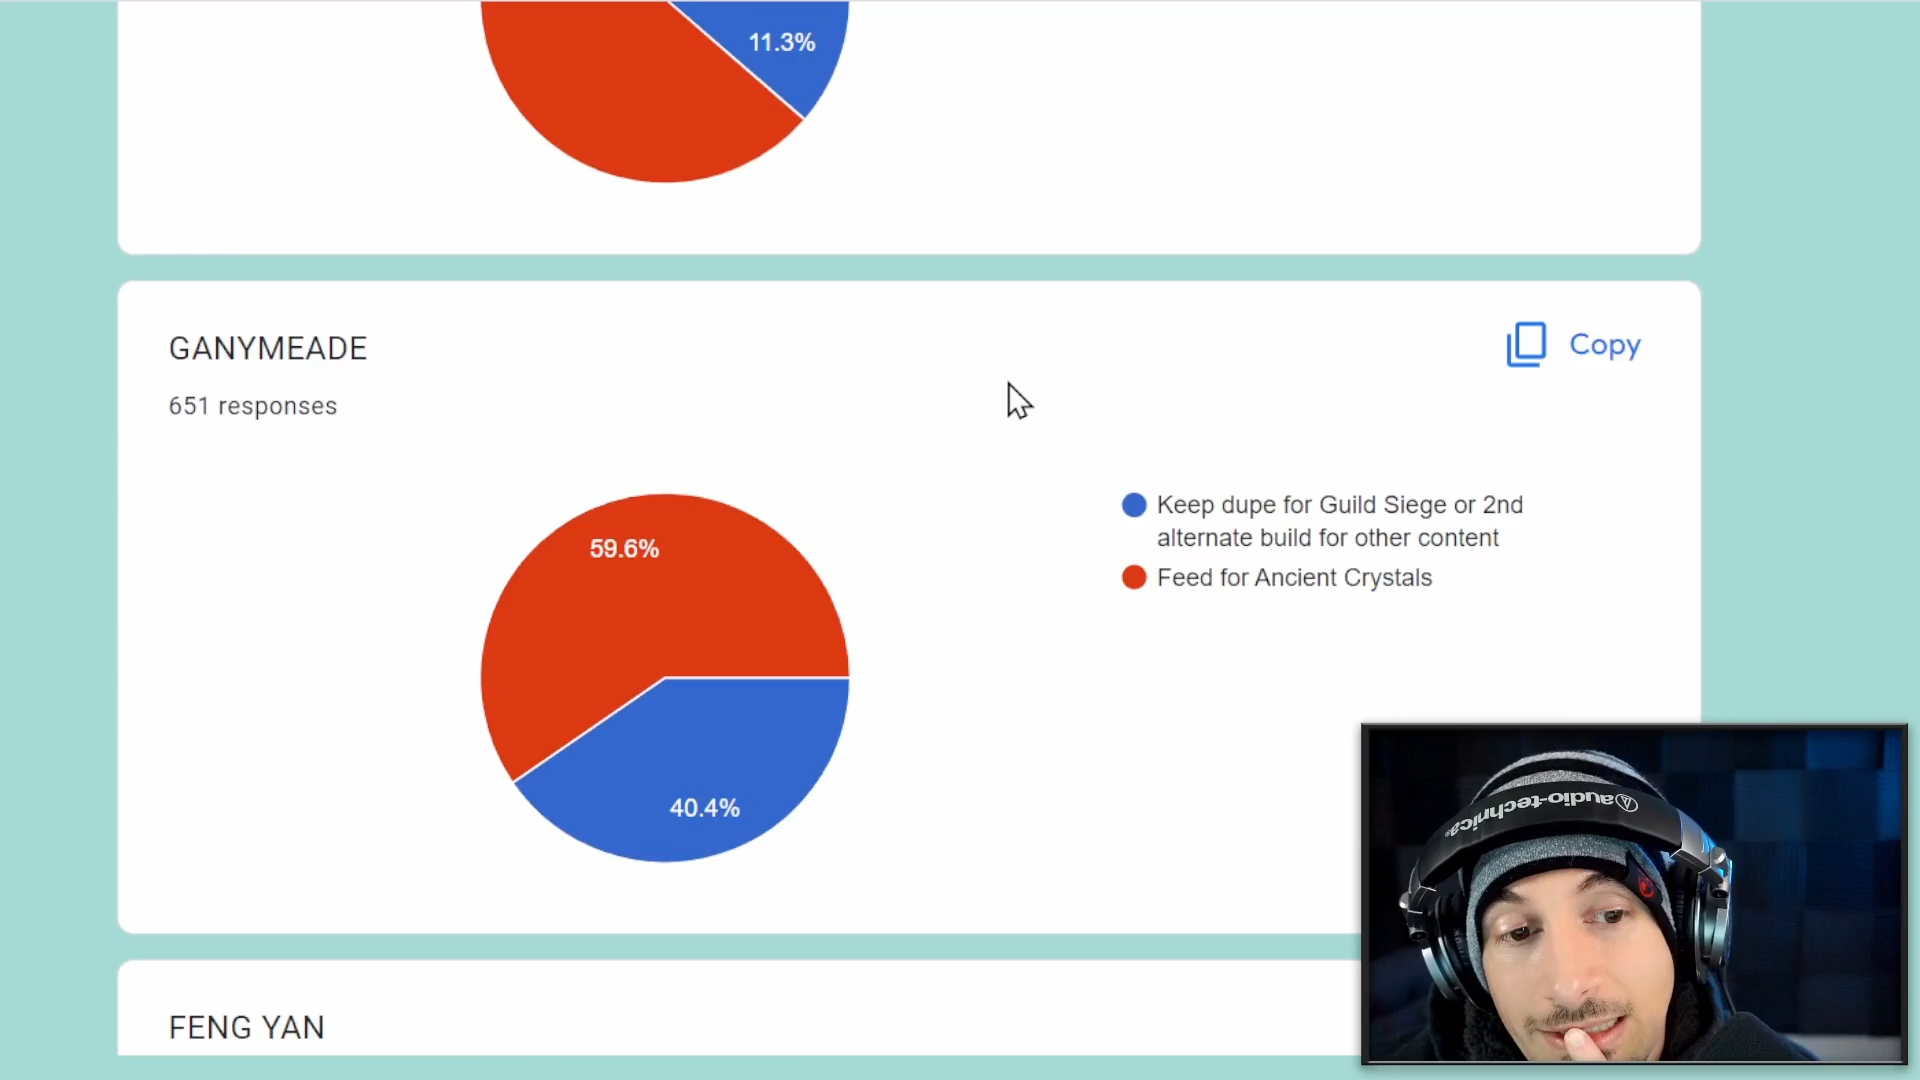 11.3%
GANYMEADE
Copy
651 responses
Keep dupe for Guild Siege or 2nd
alternate build for other content
Feed for Ancient Crystals
59.6%
40.4%
audio-technica
FENG YAN